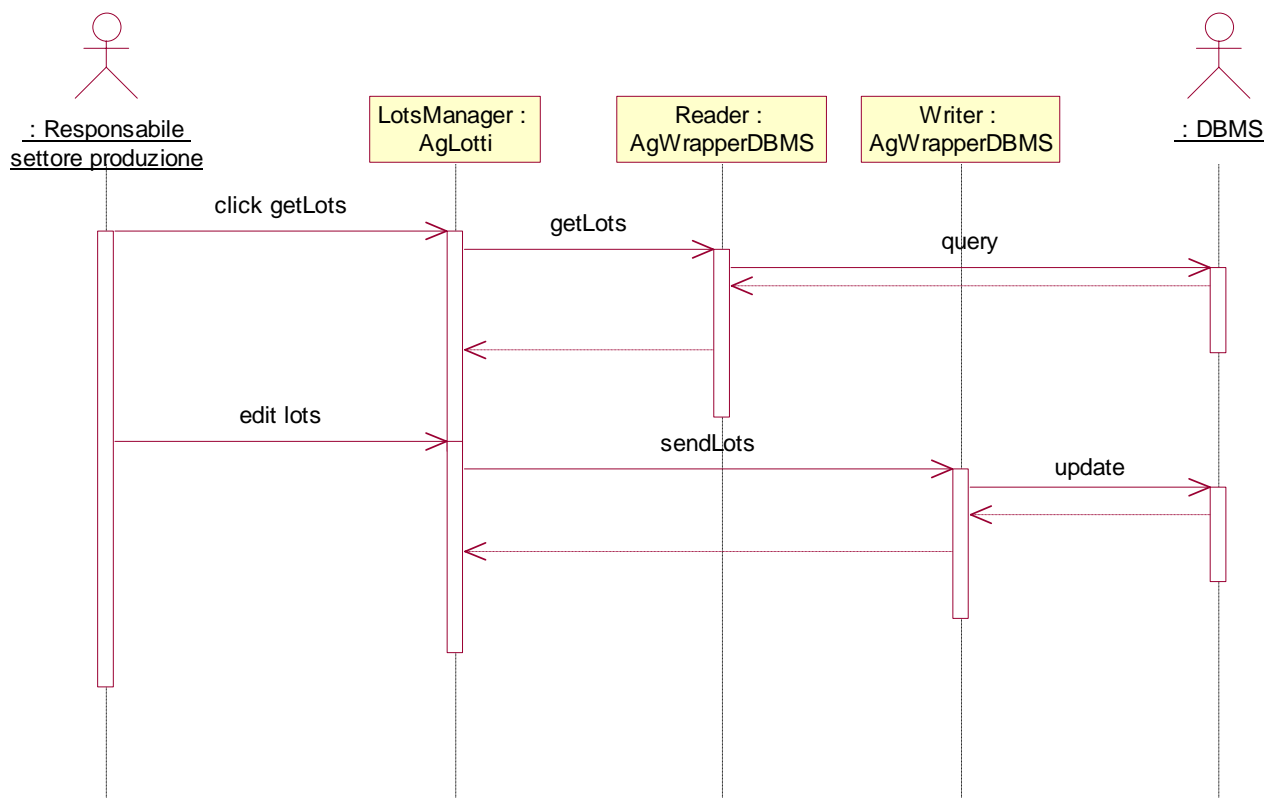 : Responsabile
settore produzione
LotsManager :
AgLotti
Reader :
AgWrapperDBMS
Writer :
AgWrapperDBMS
: DBMS
click getLots
getLots
query
edit lots
sendLots
update